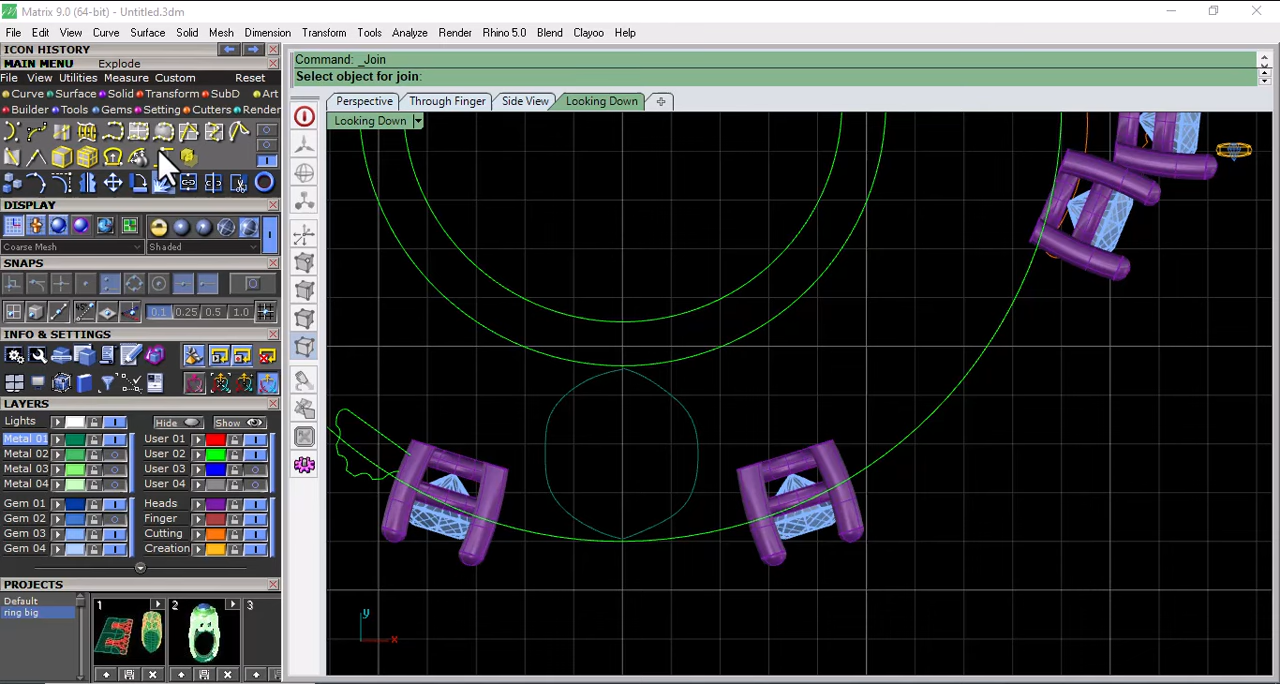 Matrix 9.0 (64-bit) - Untitled.3dm
File Edit View Curve Surface Solid Mesh Dimension Transform Tools Analyze Render Rhino 5.0 Blend Clayoo Help
ICON HISTORY
MAIN MENU Explode
File View Utilities Measure Custom Reset
Curve Surface Solid Transform SubD Art
Builder Tools Gems Setting Cutters Render
DISPLAY
Coarse Mesh Shaded
SNAPS
0.1 0.25 0.5 1.0
INFO & SETTINGS
LAYERS
Lights Hide Show
Metal 01 User 01
Metal 02 User 02
Metal 03 User 03
Metal 04 User 04
Gem 01 Heads
Gem 02 Finger
Gem 03 Cutting
Gem 04 Creation
PROJECTS
Default
ring big
1 2 3
Command: _Join
Select object for join:
Perspective Through Finger Side View Looking Down
Looking Down
y
x